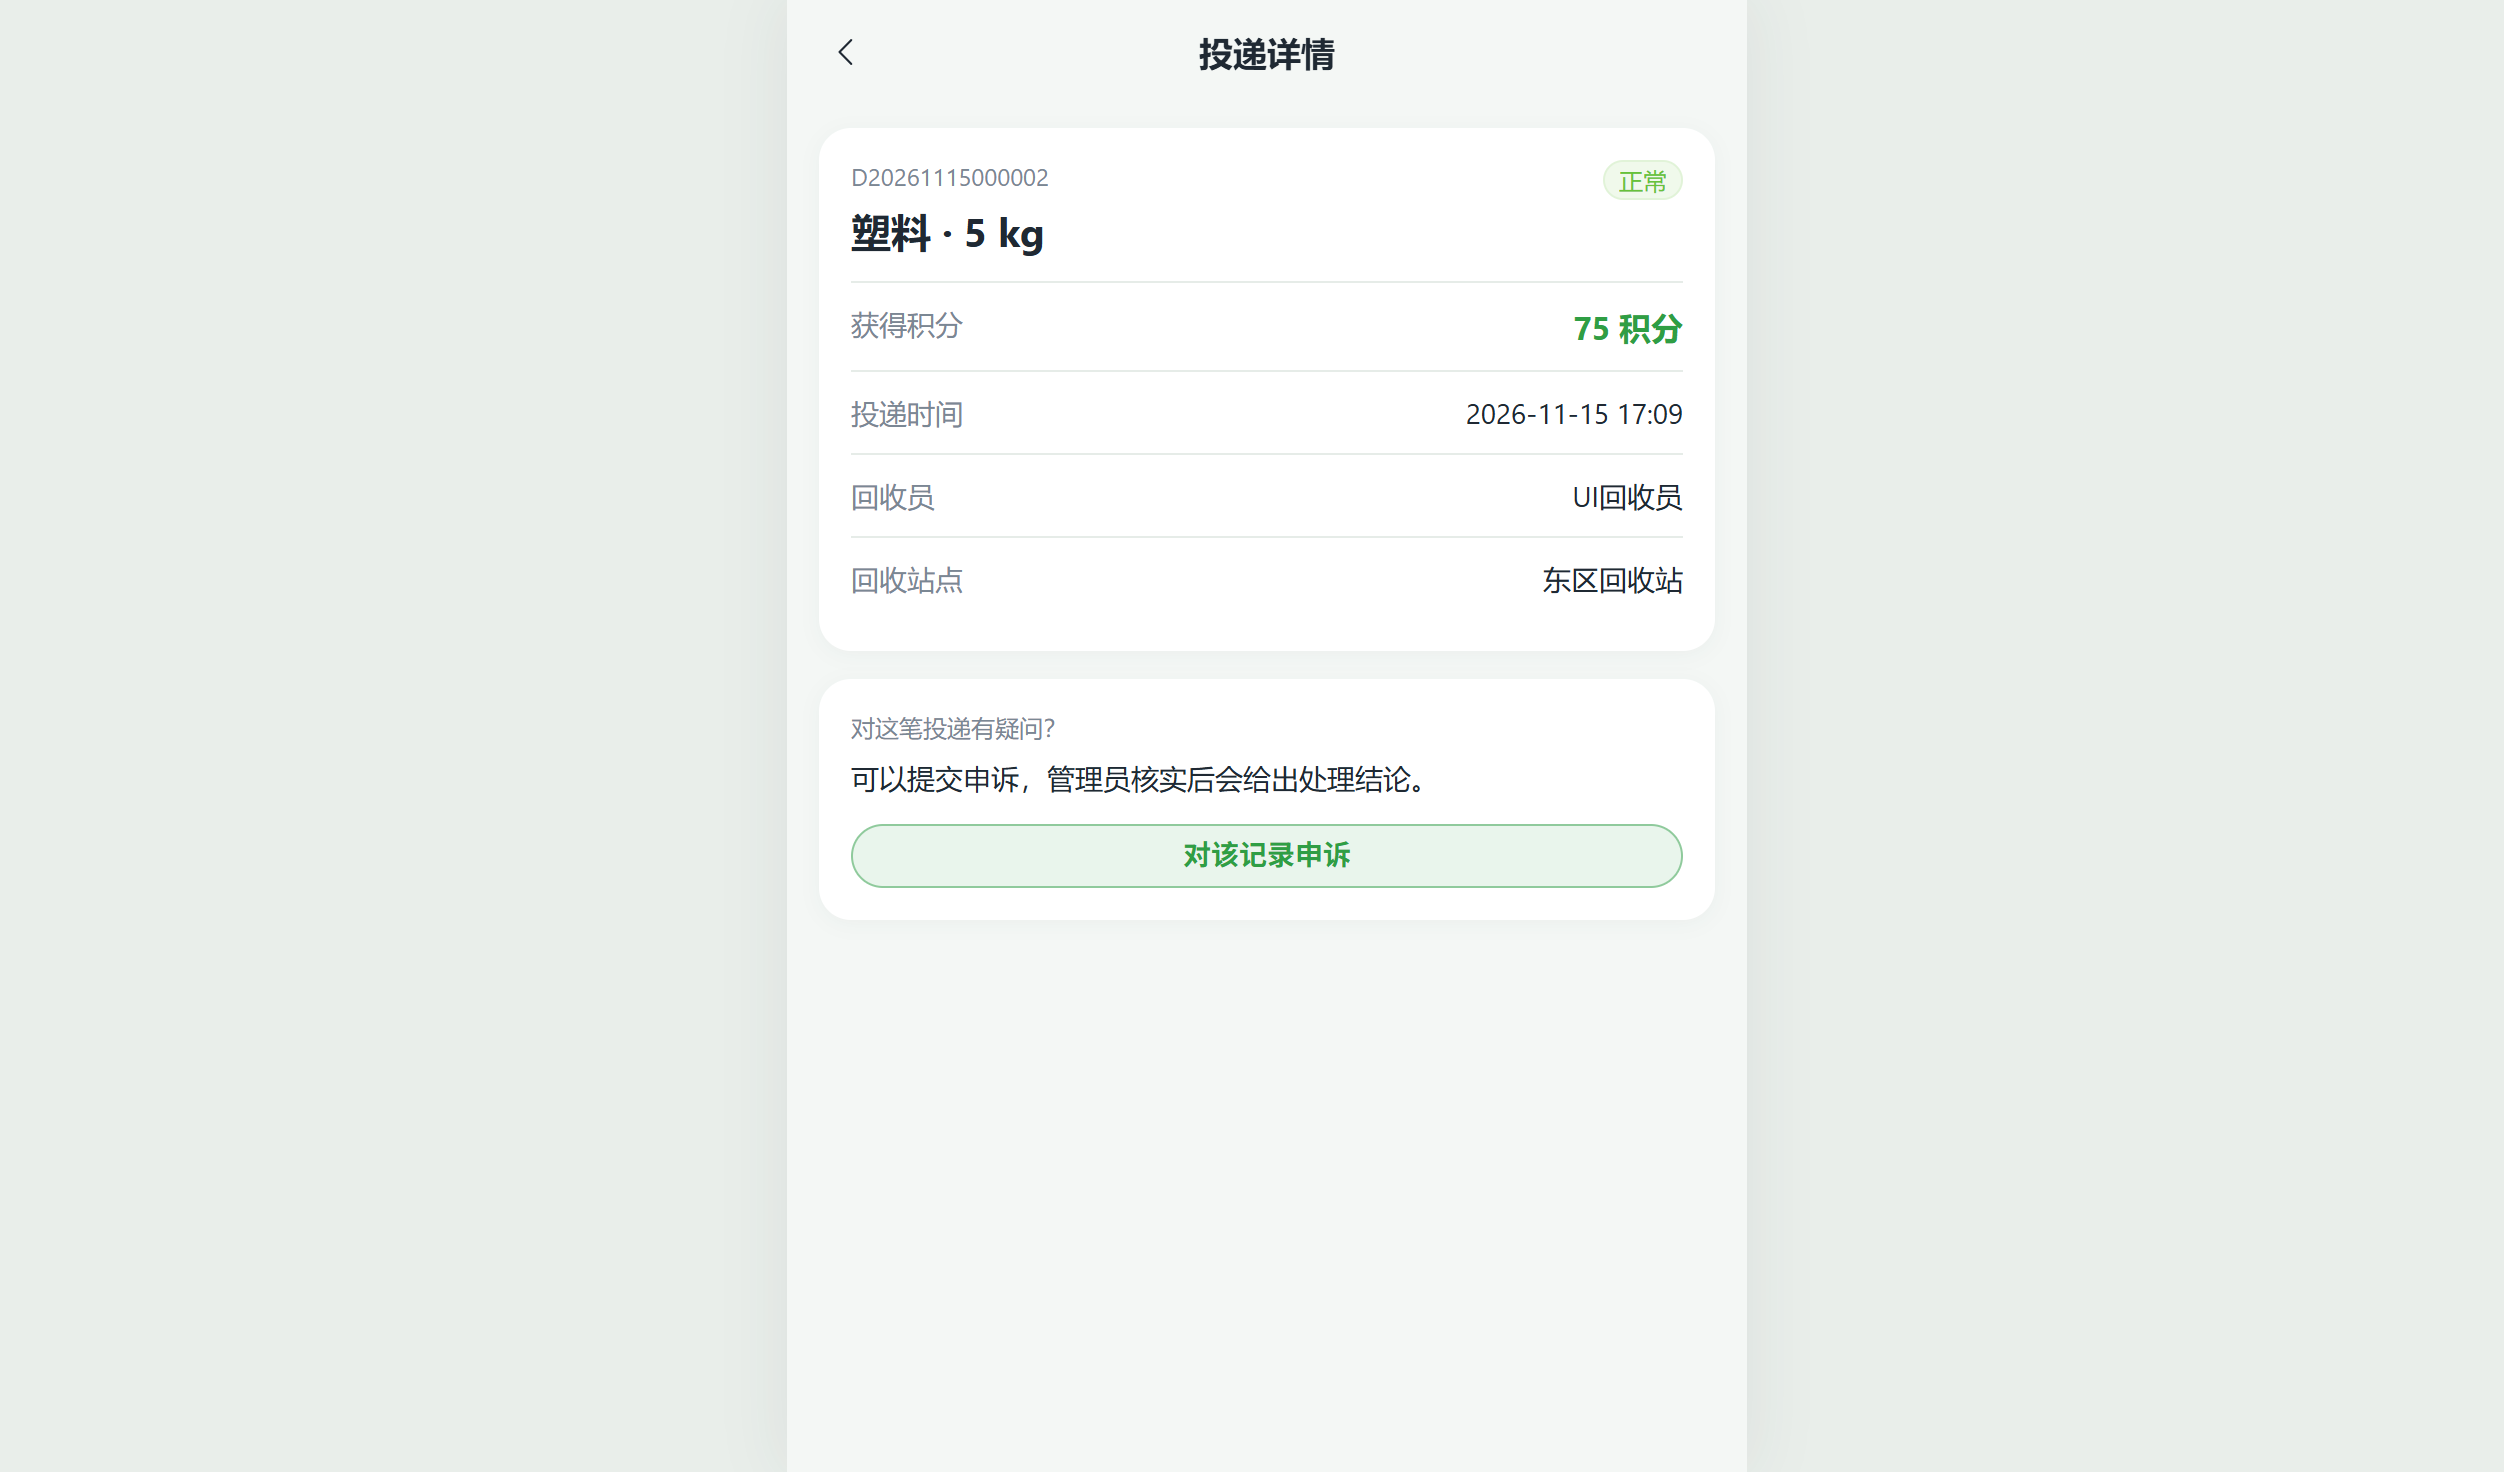 投递详情
D20261115000002
正常
塑料 · 5 kg
获得积分
75 积分
投递时间
2026-11-15 17:09
回收员
UI回收员
回收站点
东区回收站
对这笔投递有疑问？
可以提交申诉，管理员核实后会给出处理结论。
对该记录申诉